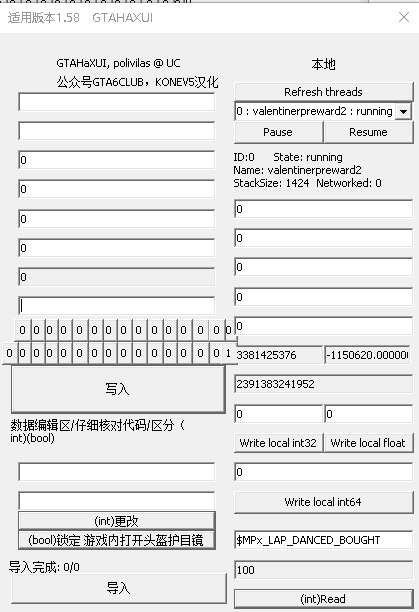 适用版本1.58 GTAHAXUI
GTAHaXUI, polivilas @ UC
公众号GTA6CLUB，KONEV5汉化
0
0
0
0
0
0 0 0 0 0 0 0 0 0 0 0 0 0 0 0 0
0 0 0 0 0 0 0 0 0 0 0 0 0 0 0 1
写入
数据编辑区/仔细核对代码/区分（
int)(bool)
(int)更改
(bool)锁定 游戏内打开头盔护目镜
导入完成: 0/0
导入
本地
Refresh threads
0 : valentinerpreward2 : running
Pause Resume
ID:0 State: running
Name: valentinerpreward2
StackSize: 1424 Networked: 0
0
0
0
0
0
3381425376 -1150620.00000
2391383241952
0 0
Write local int32 Write local float
0
Write local int64
$MPx_LAP_DANCED_BOUGHT
100
(int)Read